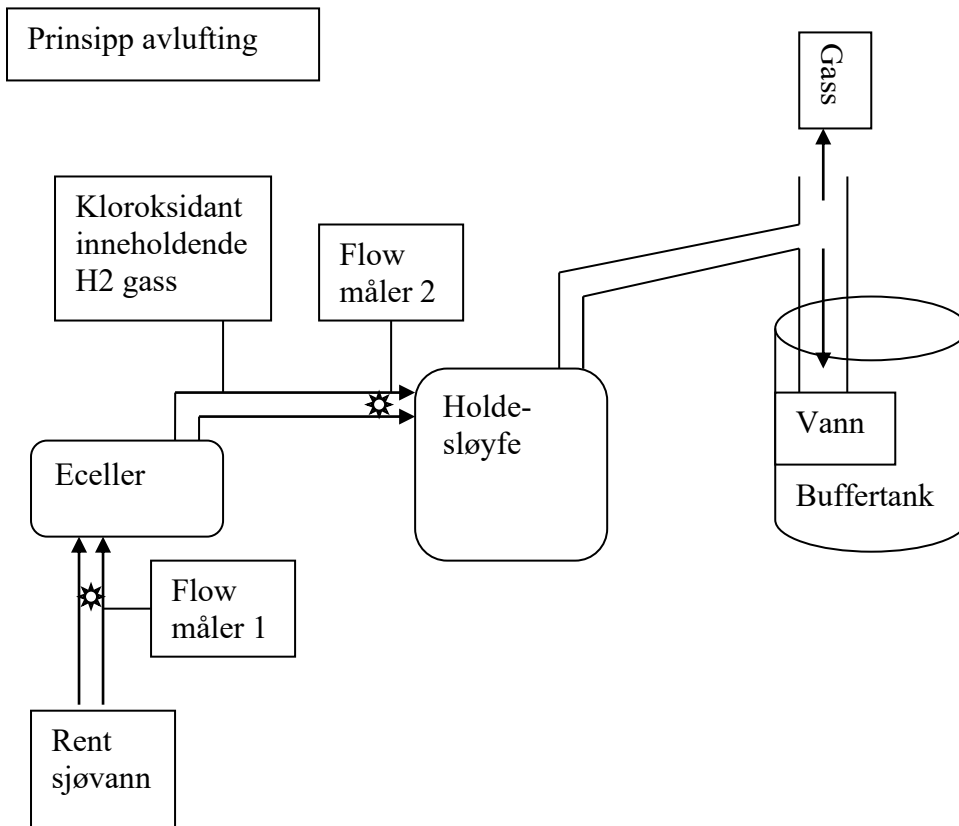 Prinsipp avlufting
Gass
Kloroksidant
inneholdende
H2 gass
Flow
måler 2
Holde-
sløyfe
Vann
Buffertank
Eceller
Flow
måler 1
Rent
sjøvann